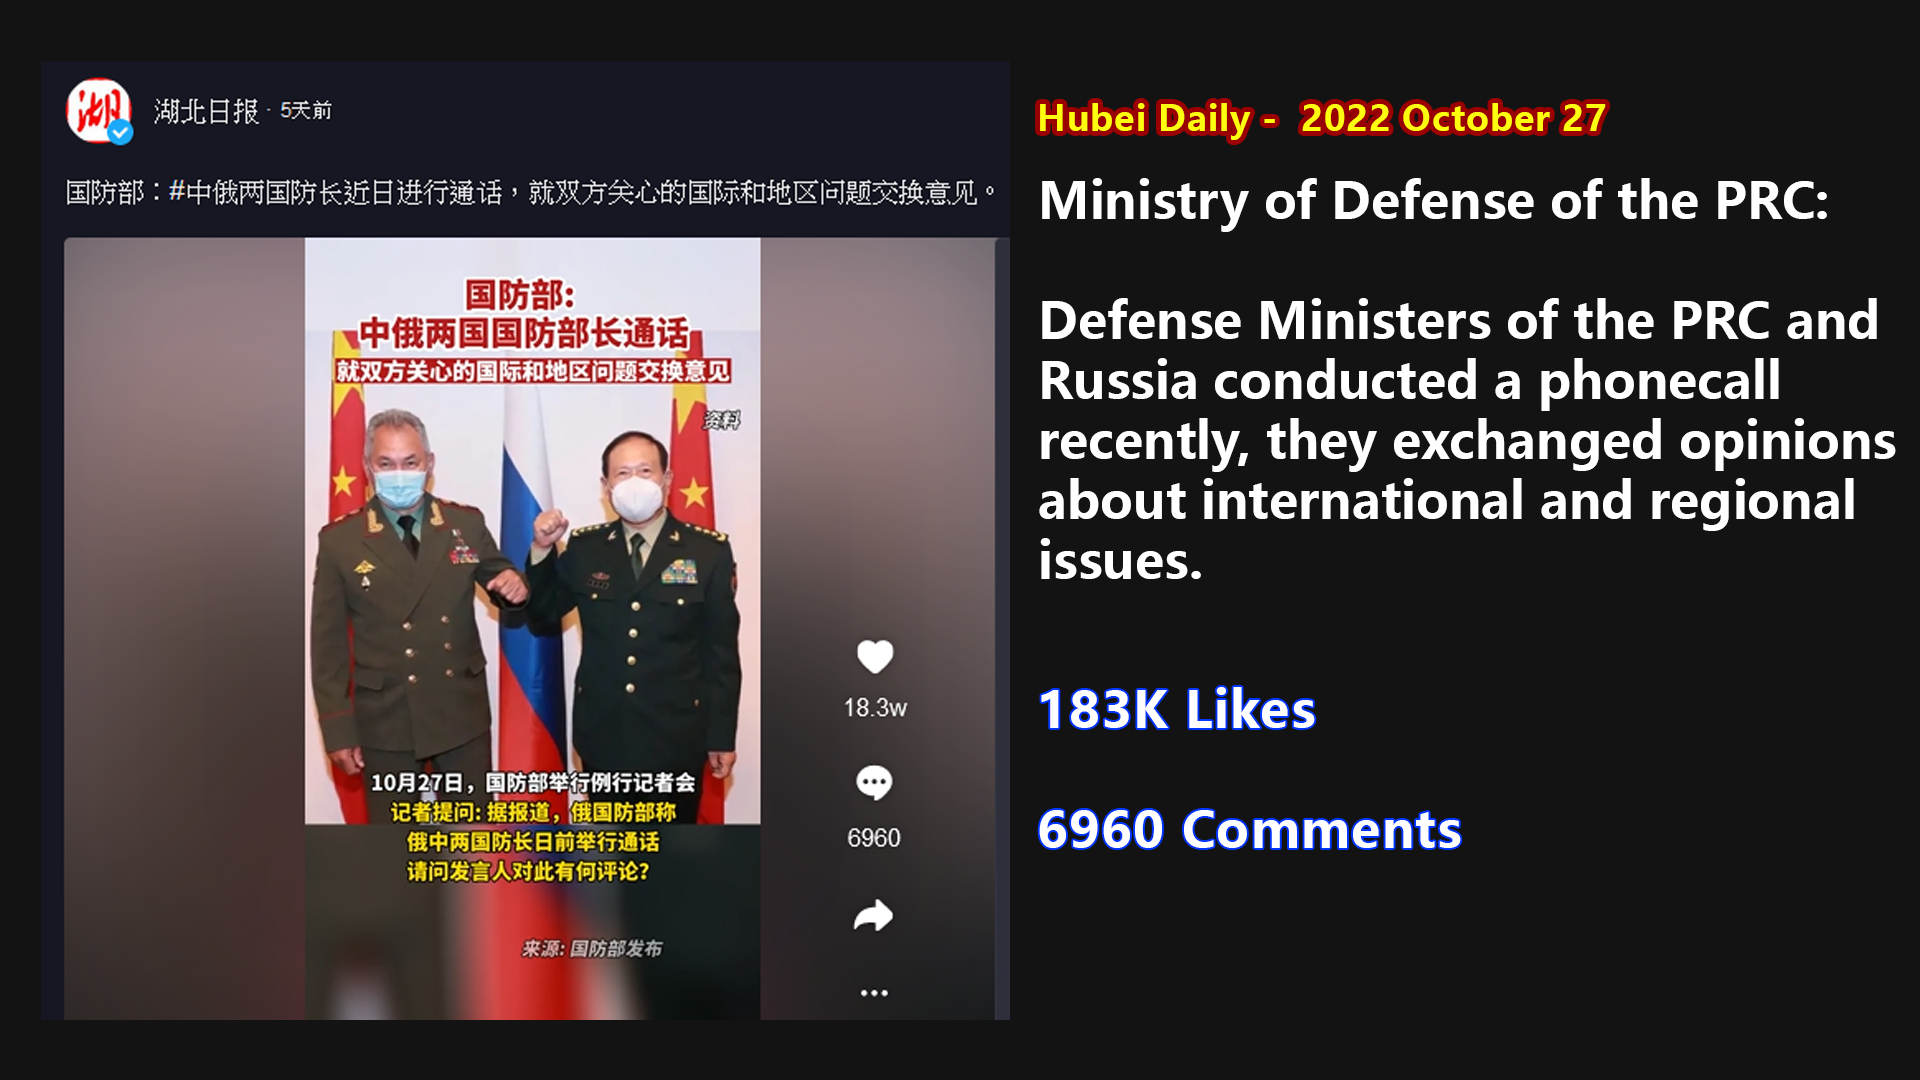 湖北日报 · 5天前
国防部：#中俄两国防长近日进行通话，就双方关心的国际和地区问题交换意见。
国防部:
中俄两国国防部长通话
就双方关心的国际和地区问题交换意见
资料
10月27日，国防部举行例行记者会
记者提问: 据报道，俄国防部称
俄中两国防长日前举行通话
请问发言人对此有何评论?
来源: 国防部发布
18.3w
6960
Hubei Daily - 2022 October 27
Ministry of Defense of the PRC:
Defense Ministers of the PRC and
Russia conducted a phonecall
recently, they exchanged opinions
about international and regional
issues.
183K Likes
6960 Comments